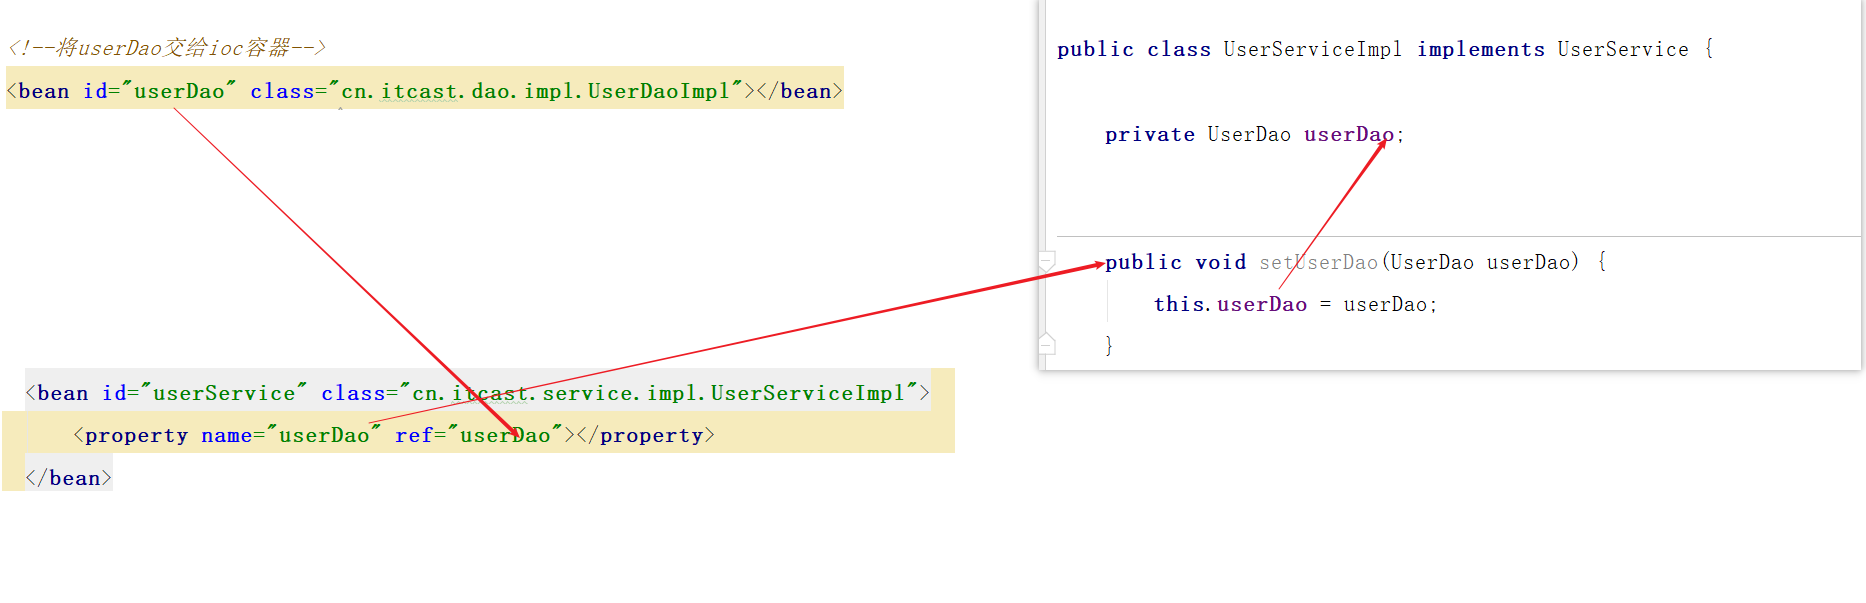 <!--将userDao交给ioc容器-->
<bean id="userDao" class="cn.itcast.dao.impl.UserDaoImpl"></bean>
<bean id="userService" class="cn.itcast.service.impl.UserServiceImpl">
<property name="userDao" ref="userDao"></property>
</bean>
public class UserServiceImpl implements UserService {
private UserDao userDao;
public void setUserDao(UserDao userDao) {
this.userDao = userDao;
}